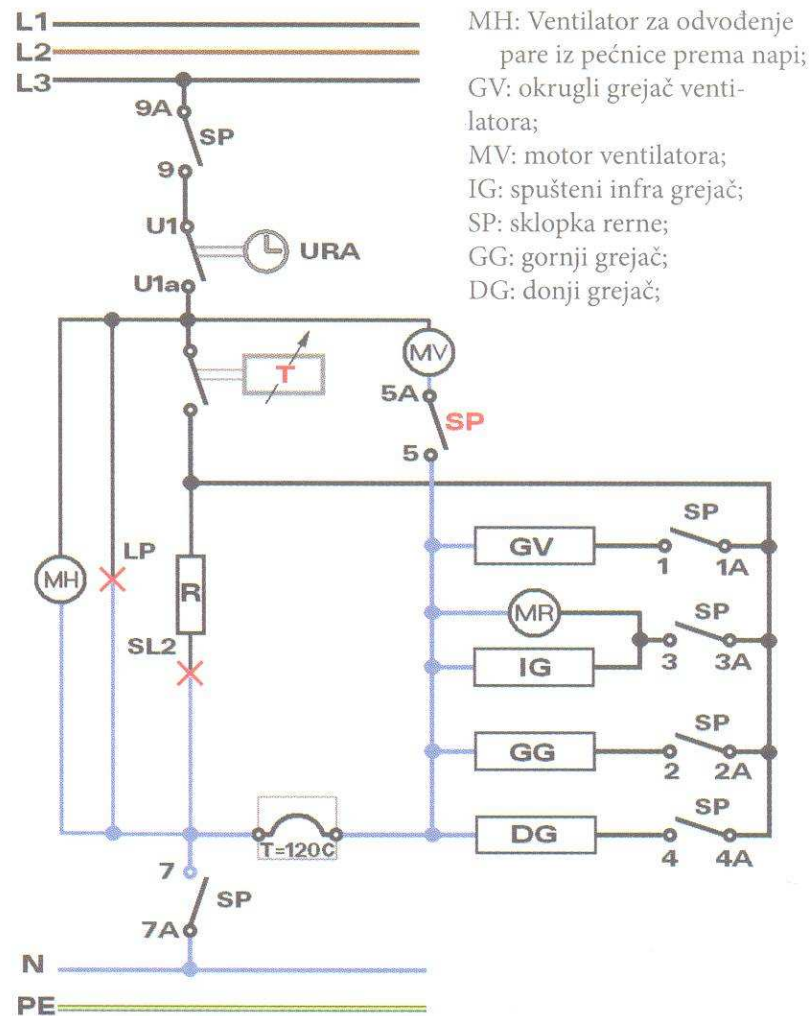 L1
L2
L3
MH: Ventilator za odvođenje
pare iz pećnice prema napi;
GV: okrugli grejač venti-
latora;
MV: motor ventilatora;
IG: spušteni infra grejač;
SP: sklopka rerne;
GG: gornji grejač;
DG: donji grejač;
9A
SP
9
U1
URA
U1a
MV
T
5A
SP
5
SP
GV
1
1A
LP
MH
R
MR
SP
3
3A
SL2
IG
SP
GG
2
2A
SP
DG
T=120C
4
4A
7
SP
7A
N
PE